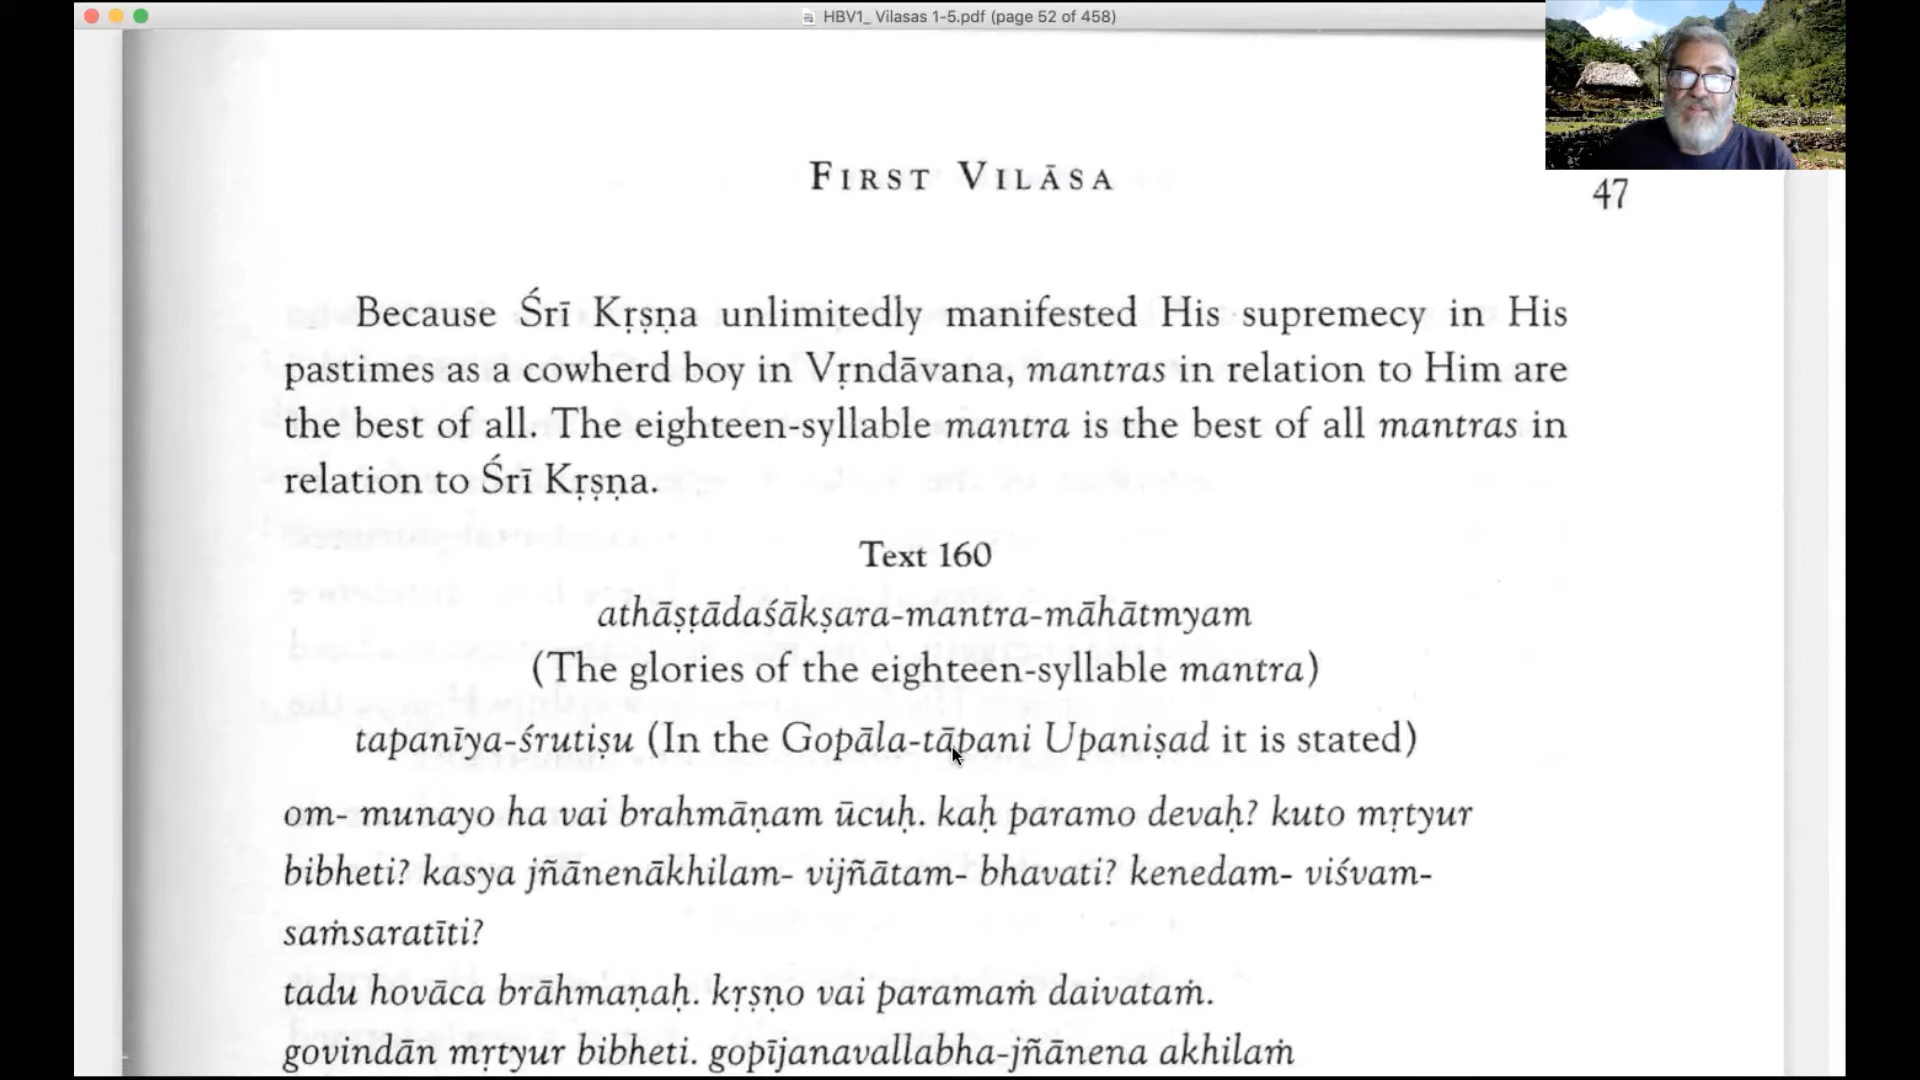 HBV1_ Vilasas 1-5.pdf (page 52 of 458)
First Vilāsa
47
Because Śrī Kṛṣṇa unlimitedly manifested His supremecy in His
pastimes as a cowherd boy in Vṛndāvana, mantras in relation to Him are
the best of all. The eighteen-syllable mantra is the best of all mantras in
relation to Śrī Kṛṣṇa.
Text 160
athāṣṭādaśākṣara-mantra-māhātmyam
(The glories of the eighteen-syllable mantra)
tapanīya-śrutiṣu (In the Gopāla-tāpani Upaniṣad it is stated)
om- munayo ha vai brahmāṇam ūcuḥ. kaḥ paramo devaḥ? kuto mṛtyur
bibheti? kasya jñānenākhilam- vijñātam- bhavati? kenedam- viśvam-
saṁsaratīti?
tadu hovāca brāhmaṇaḥ. kṛṣṇo vai paramaṁ daivataṁ.
govindān mṛtyur bibheti. gopījanavallabha-jñānena akhilaṁ